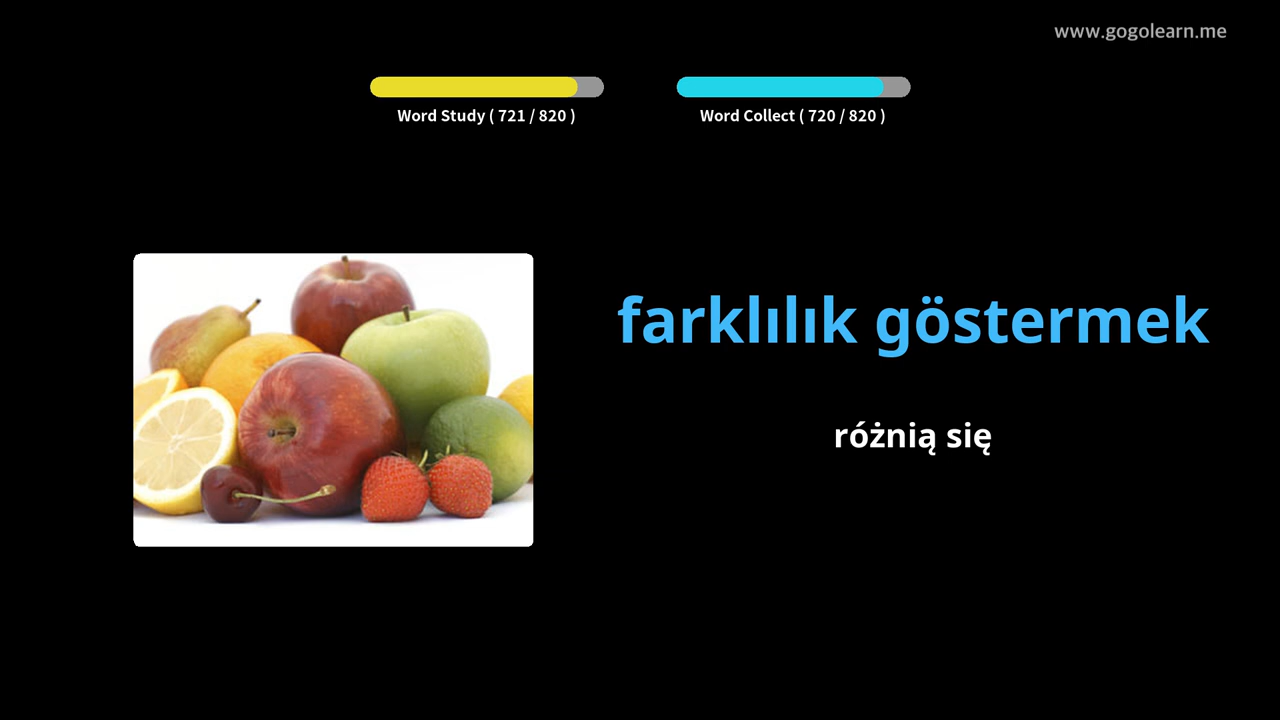 www.gogolearn.me
Word Study ( 721 / 820 )
Word Collect ( 720 / 820 )
farklılık göstermek
różnią się